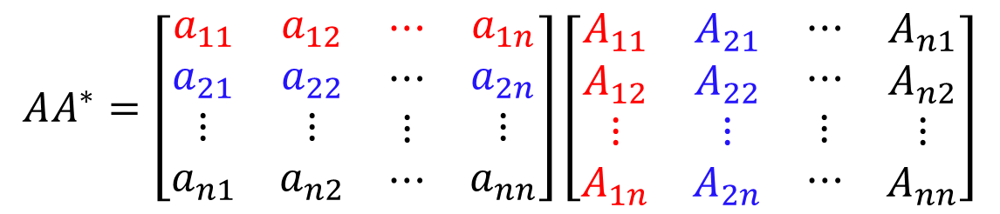 AA* = [a₁₁ a₁₂ ⋯ a₁ₙ] [A₁₁ A₂₁ ⋯ Aₙ₁]
[a₂₁ a₂₂ ⋯ a₂ₙ] [A₁₂ A₂₂ ⋯ Aₙ₂]
[⋮ ⋮ ⋮ ⋮] [⋮ ⋮ ⋮ ⋮]
[aₙ₁ aₙ₂ ⋯ aₙₙ] [A₁ₙ A₂ₙ ⋯ Aₙₙ]